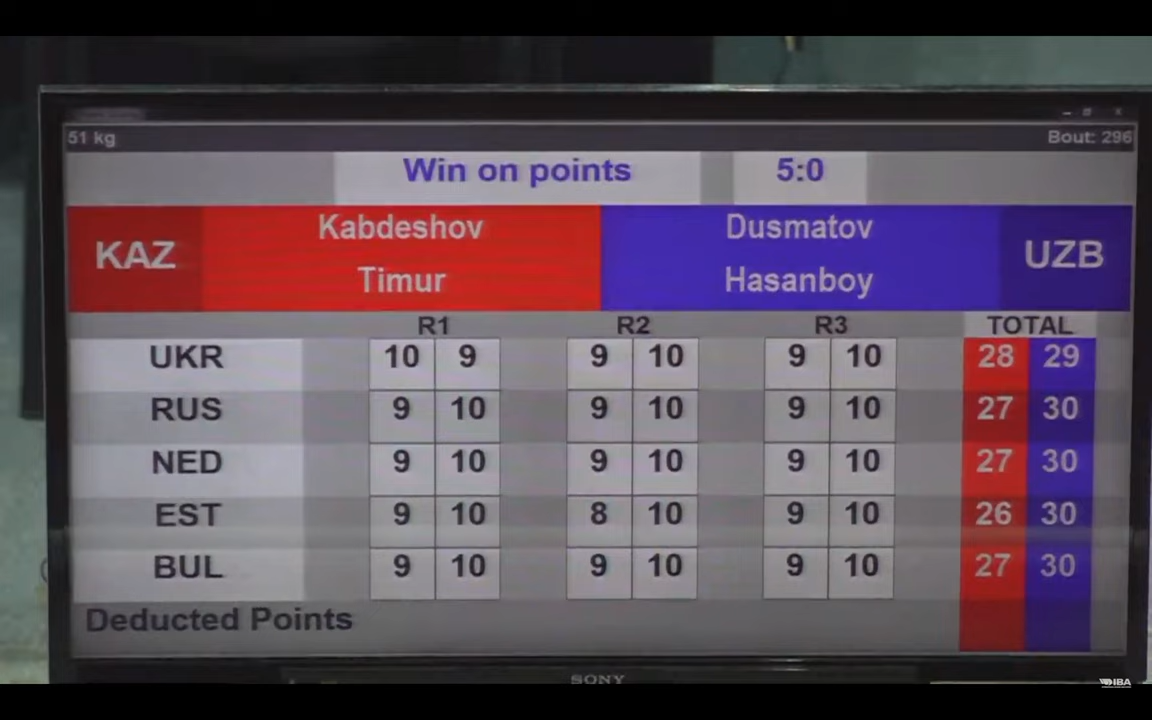 51 kg Bout: 296
Win on points 5:0
KAZ Kabdeshov Timur Dusmatov Hasanboy UZB
R1 R2 R3 TOTAL
UKR 10 9 9 10 9 10 28 29
RUS 9 10 9 10 9 10 27 30
NED 9 10 9 10 9 10 27 30
EST 9 10 8 10 9 10 26 30
BUL 9 10 9 10 9 10 27 30
Deducted Points
SONY
IBA